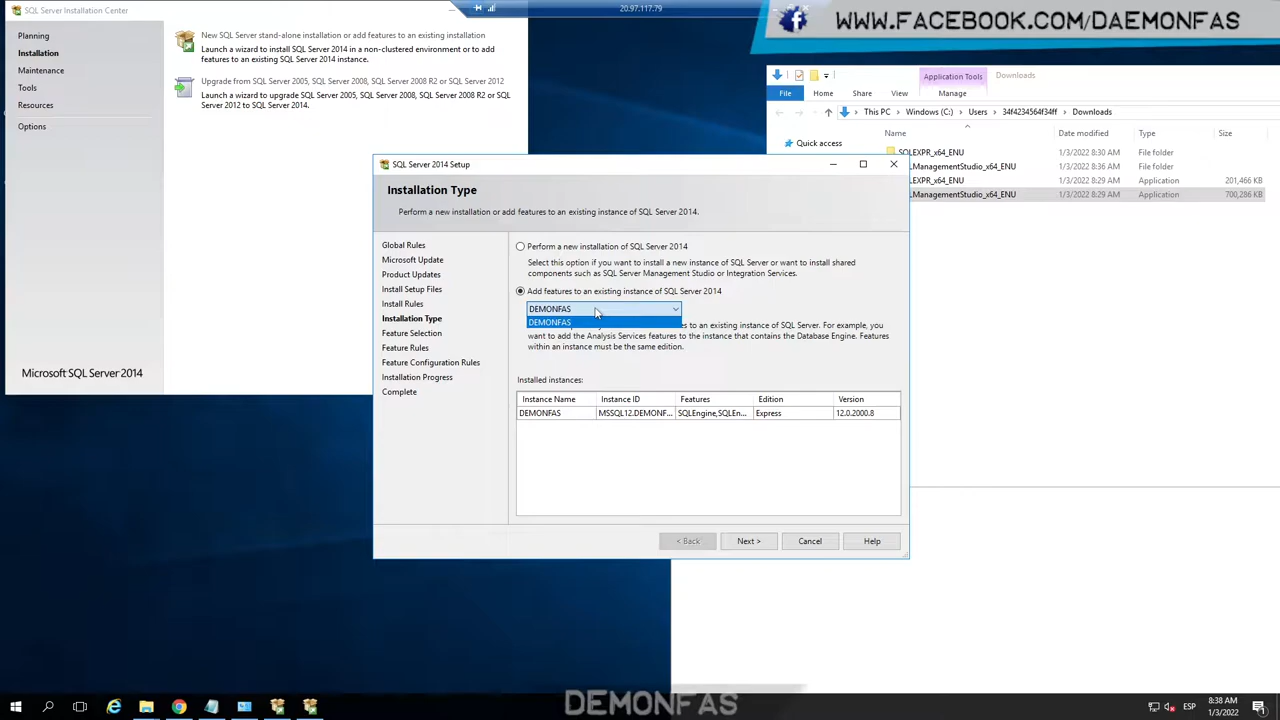 SQL Server Installation Center
20.97.117.79
WWW.FACEBOOK.COM/DAEMONFAS
Planning
Installation
Maintenance
Tools
Resources
Options
Microsoft SQL Server 2014
New SQL Server stand-alone installation or add features to an existing installation
Launch a wizard to install SQL Server 2014 in a non-clustered environment or to add
features to an existing SQL Server 2014 instance.
Upgrade from SQL Server 2005, SQL Server 2008, SQL Server 2008 R2 or SQL Server 2012
Launch a wizard to upgrade SQL Server 2005, SQL Server 2008, SQL Server 2008 R2 or SQL
Server 2012 to SQL Server 2014.
Application Tools
Downloads
File
Home
Share
View
Manage
This PC
Windows (C:)
Users
34f4234564f34ff
Downloads
Name
Date modified
Type
Size
Quick access
SQLEXPR_x64_ENU
1/3/2022 8:30 AM
File folder
LManagementStudio_x64_ENU
1/3/2022 8:36 AM
File folder
LEXPR_x64_ENU
1/3/2022 8:29 AM
Application
201,466 KB
LManagementStudio_x64_ENU
1/3/2022 8:29 AM
Application
700,286 KB
SQL Server 2014 Setup
Installation Type
Perform a new installation or add features to an existing instance of SQL Server 2014.
Global Rules
Microsoft Update
Product Updates
Install Setup Files
Install Rules
Installation Type
Feature Selection
Feature Rules
Feature Configuration Rules
Installation Progress
Complete
Perform a new installation of SQL Server 2014
Select this option if you want to install a new instance of SQL Server or want to install shared
components such as SQL Server Management Studio or Integration Services.
Add features to an existing instance of SQL Server 2014
DEMONFAS
DEMONFAS
es to an existing instance of SQL Server. For example, you
want to add the Analysis Services features to the instance that contains the Database Engine. Features
within an instance must be the same edition.
Installed instances:
Instance Name
Instance ID
Features
Edition
Version
DEMONFAS
MSSQL12.DEMONF...
SQLEngine,SQLEn...
Express
12.0.2000.8
< Back
Next >
Cancel
Help
DEMONFAS
ESP
8:38 AM
1/3/2022
1